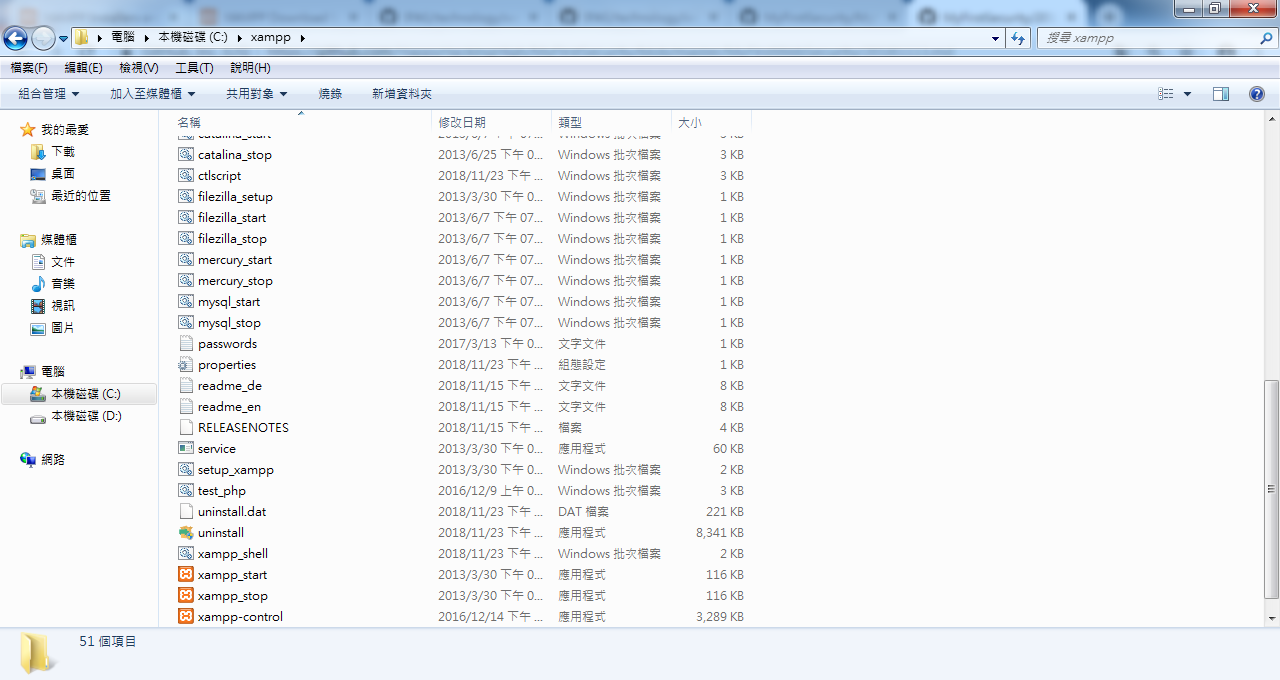 電腦 本機磁碟 (C:) xampp 搜尋 xampp
檔案(F) 編輯(E) 檢視(V) 工具(T) 說明(H)
組合管理 加入至媒體櫃 共用對象 燒錄 新增資料夾
我的最愛
下載
桌面
最近的位置
媒體櫃
文件
音樂
視訊
圖片
電腦
本機磁碟 (C:)
本機磁碟 (D:)
網路
名稱 修改日期 類型 大小
catalina_start 2013/6/7 下午 07... Windows 批次檔案 3 KB
catalina_stop 2013/6/25 下午 0... Windows 批次檔案 3 KB
ctlscript 2018/11/23 下午 ... Windows 批次檔案 3 KB
filezilla_setup 2013/3/30 下午 0... Windows 批次檔案 1 KB
filezilla_start 2013/6/7 下午 07... Windows 批次檔案 1 KB
filezilla_stop 2013/6/7 下午 07... Windows 批次檔案 1 KB
mercury_start 2013/6/7 下午 07... Windows 批次檔案 1 KB
mercury_stop 2013/6/7 下午 07... Windows 批次檔案 1 KB
mysql_start 2013/6/7 下午 07... Windows 批次檔案 1 KB
mysql_stop 2013/6/7 下午 07... Windows 批次檔案 1 KB
passwords 2017/3/13 下午 0... 文字文件 1 KB
properties 2018/11/23 下午 ... 組態設定 1 KB
readme_de 2018/11/15 下午 ... 文字文件 8 KB
readme_en 2018/11/15 下午 ... 文字文件 8 KB
RELEASENOTES 2018/11/15 下午 ... 檔案 4 KB
service 2013/3/30 下午 0... 應用程式 60 KB
setup_xampp 2013/3/30 下午 0... Windows 批次檔案 2 KB
test_php 2016/12/9 上午 0... Windows 批次檔案 3 KB
uninstall.dat 2018/11/23 下午 ... DAT 檔案 221 KB
uninstall 2018/11/23 下午 ... 應用程式 8,341 KB
xampp_shell 2018/11/23 下午 ... Windows 批次檔案 2 KB
xampp_start 2013/3/30 下午 0... 應用程式 116 KB
xampp_stop 2013/3/30 下午 0... 應用程式 116 KB
xampp-control 2016/12/14 下午 ... 應用程式 3,289 KB
51 個項目